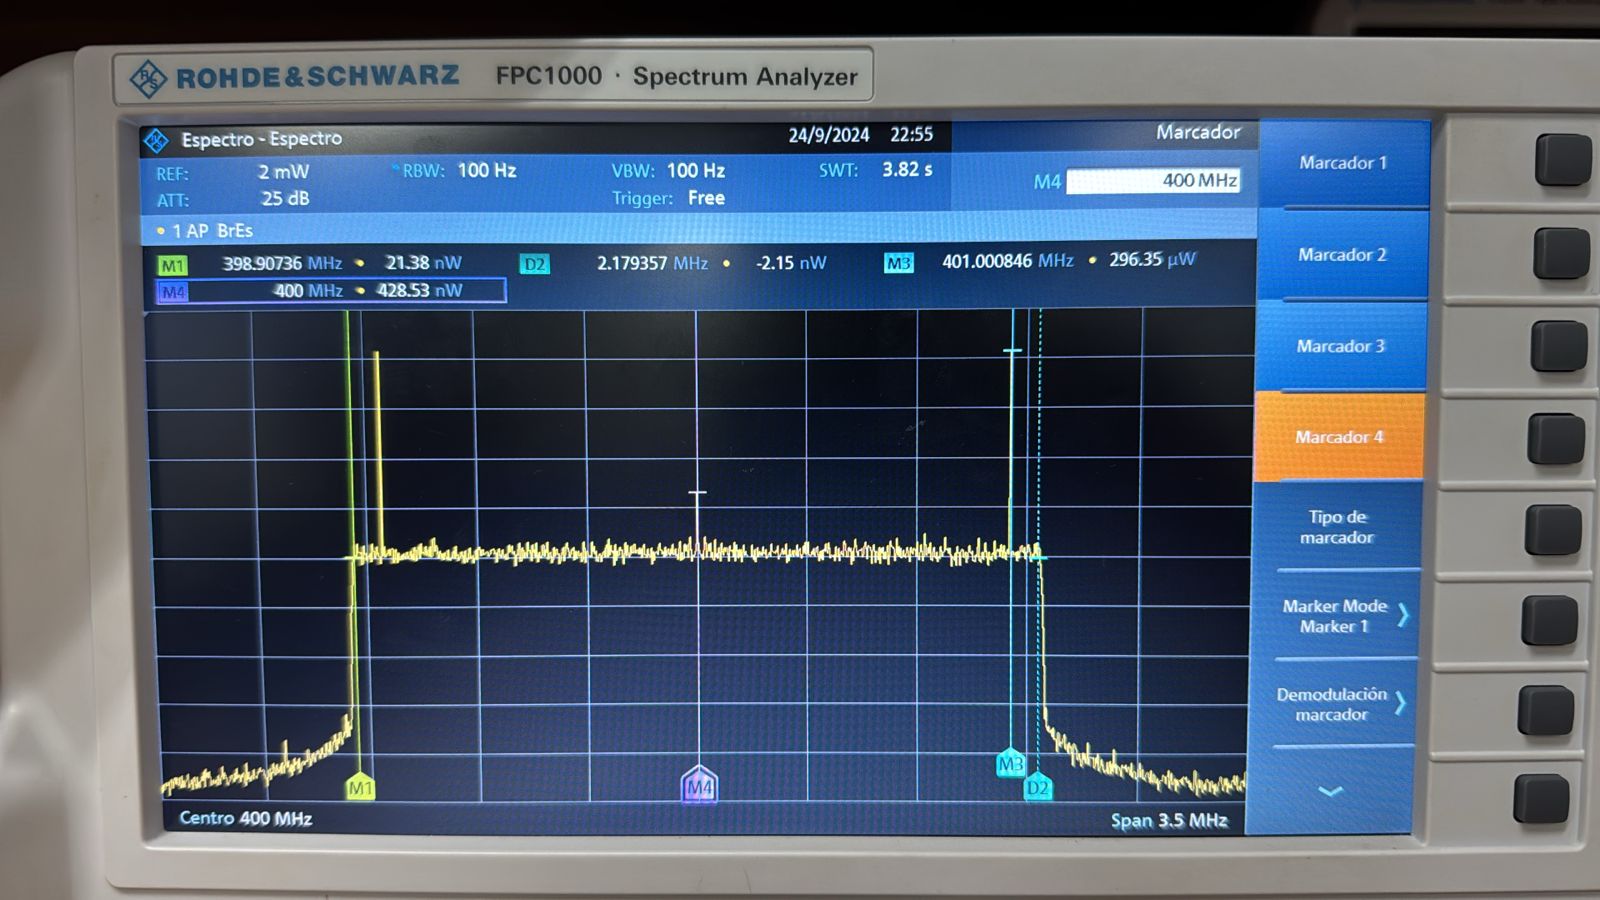 ROHDE&SCHWARZ FPC1000 · Spectrum Analyzer
Espectro - Espectro 24/9/2024 22:55 Marcador
REF: 2 mW RBW: 100 Hz VBW: 100 Hz SWT: 3.82 s M4 400 MHz
ATT: 25 dB Trigger: Free
1 AP BrEs
M1 398.90736 MHz • 21.38 nW D2 2.179357 MHz • -2.15 nW M3 401.000846 MHz • 296.35 µW
M4 400 MHz • 428.53 nW
M1 M4 M3 D2
Centro 400 MHz Span 3.5 MHz
Marcador 1
Marcador 2
Marcador 3
Marcador 4
Tipo de
marcador
Marker Mode
Marker 1
Demodulación
marcador